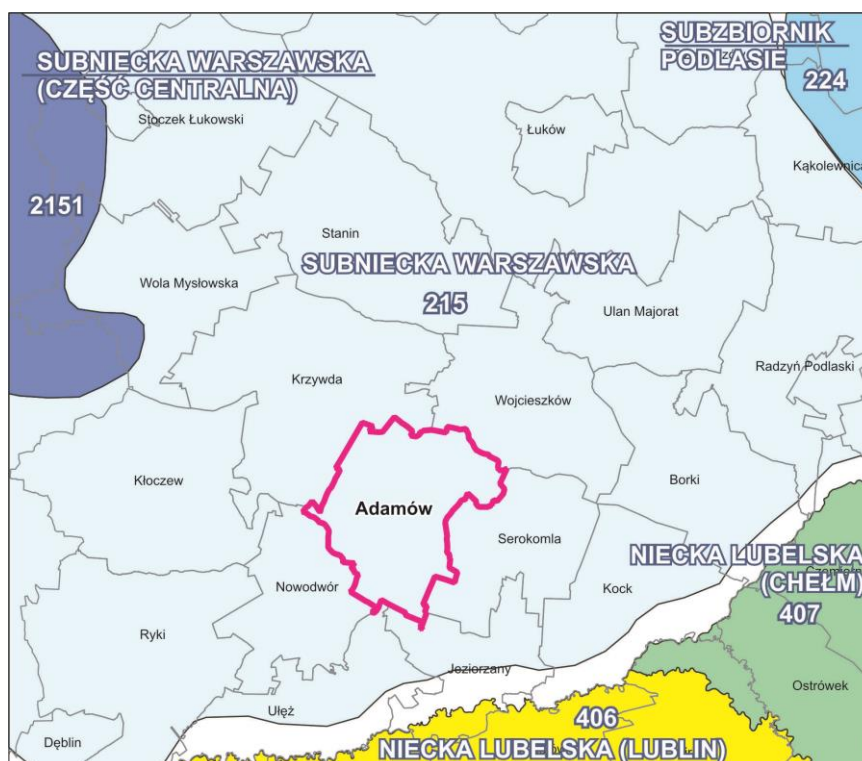 SUBNIECKA WARSZAWSKA
(CZĘŚĆ CENTRALNA)
SUBZBIORNIK
PODLASIE
224
Stoczek Łukowski
Łuków
Kąkolewnica
2151
Stanin
SUBNIECKA WARSZAWSKA
215
Wola Mysłowska
Ulan Majorat
Krzywda
Wojcieszków
Radzyń Podlaski
Kłoczew
Adamów
Borki
Serokomla
NIECKA LUBELSKA
(CHEŁM)
407
Nowodwór
Kock
Ryki
Jeziorzany
Ostrówek
Ułęż
406
Dęblin
NIECKA LUBELSKA (LUBLIN)